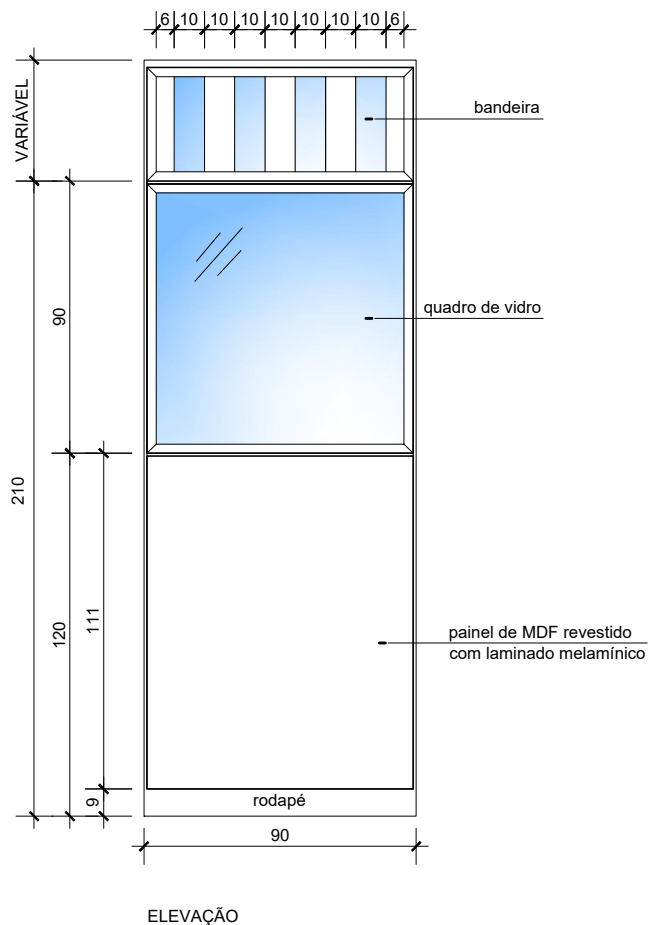 6 10 10 10 10 10 10 10 6
VARIÁVEL
bandeira
90
quadro de vidro
210
120
111
painel de MDF revestido
com laminado melamínico
9
rodapé
90
ELEVAÇÃO